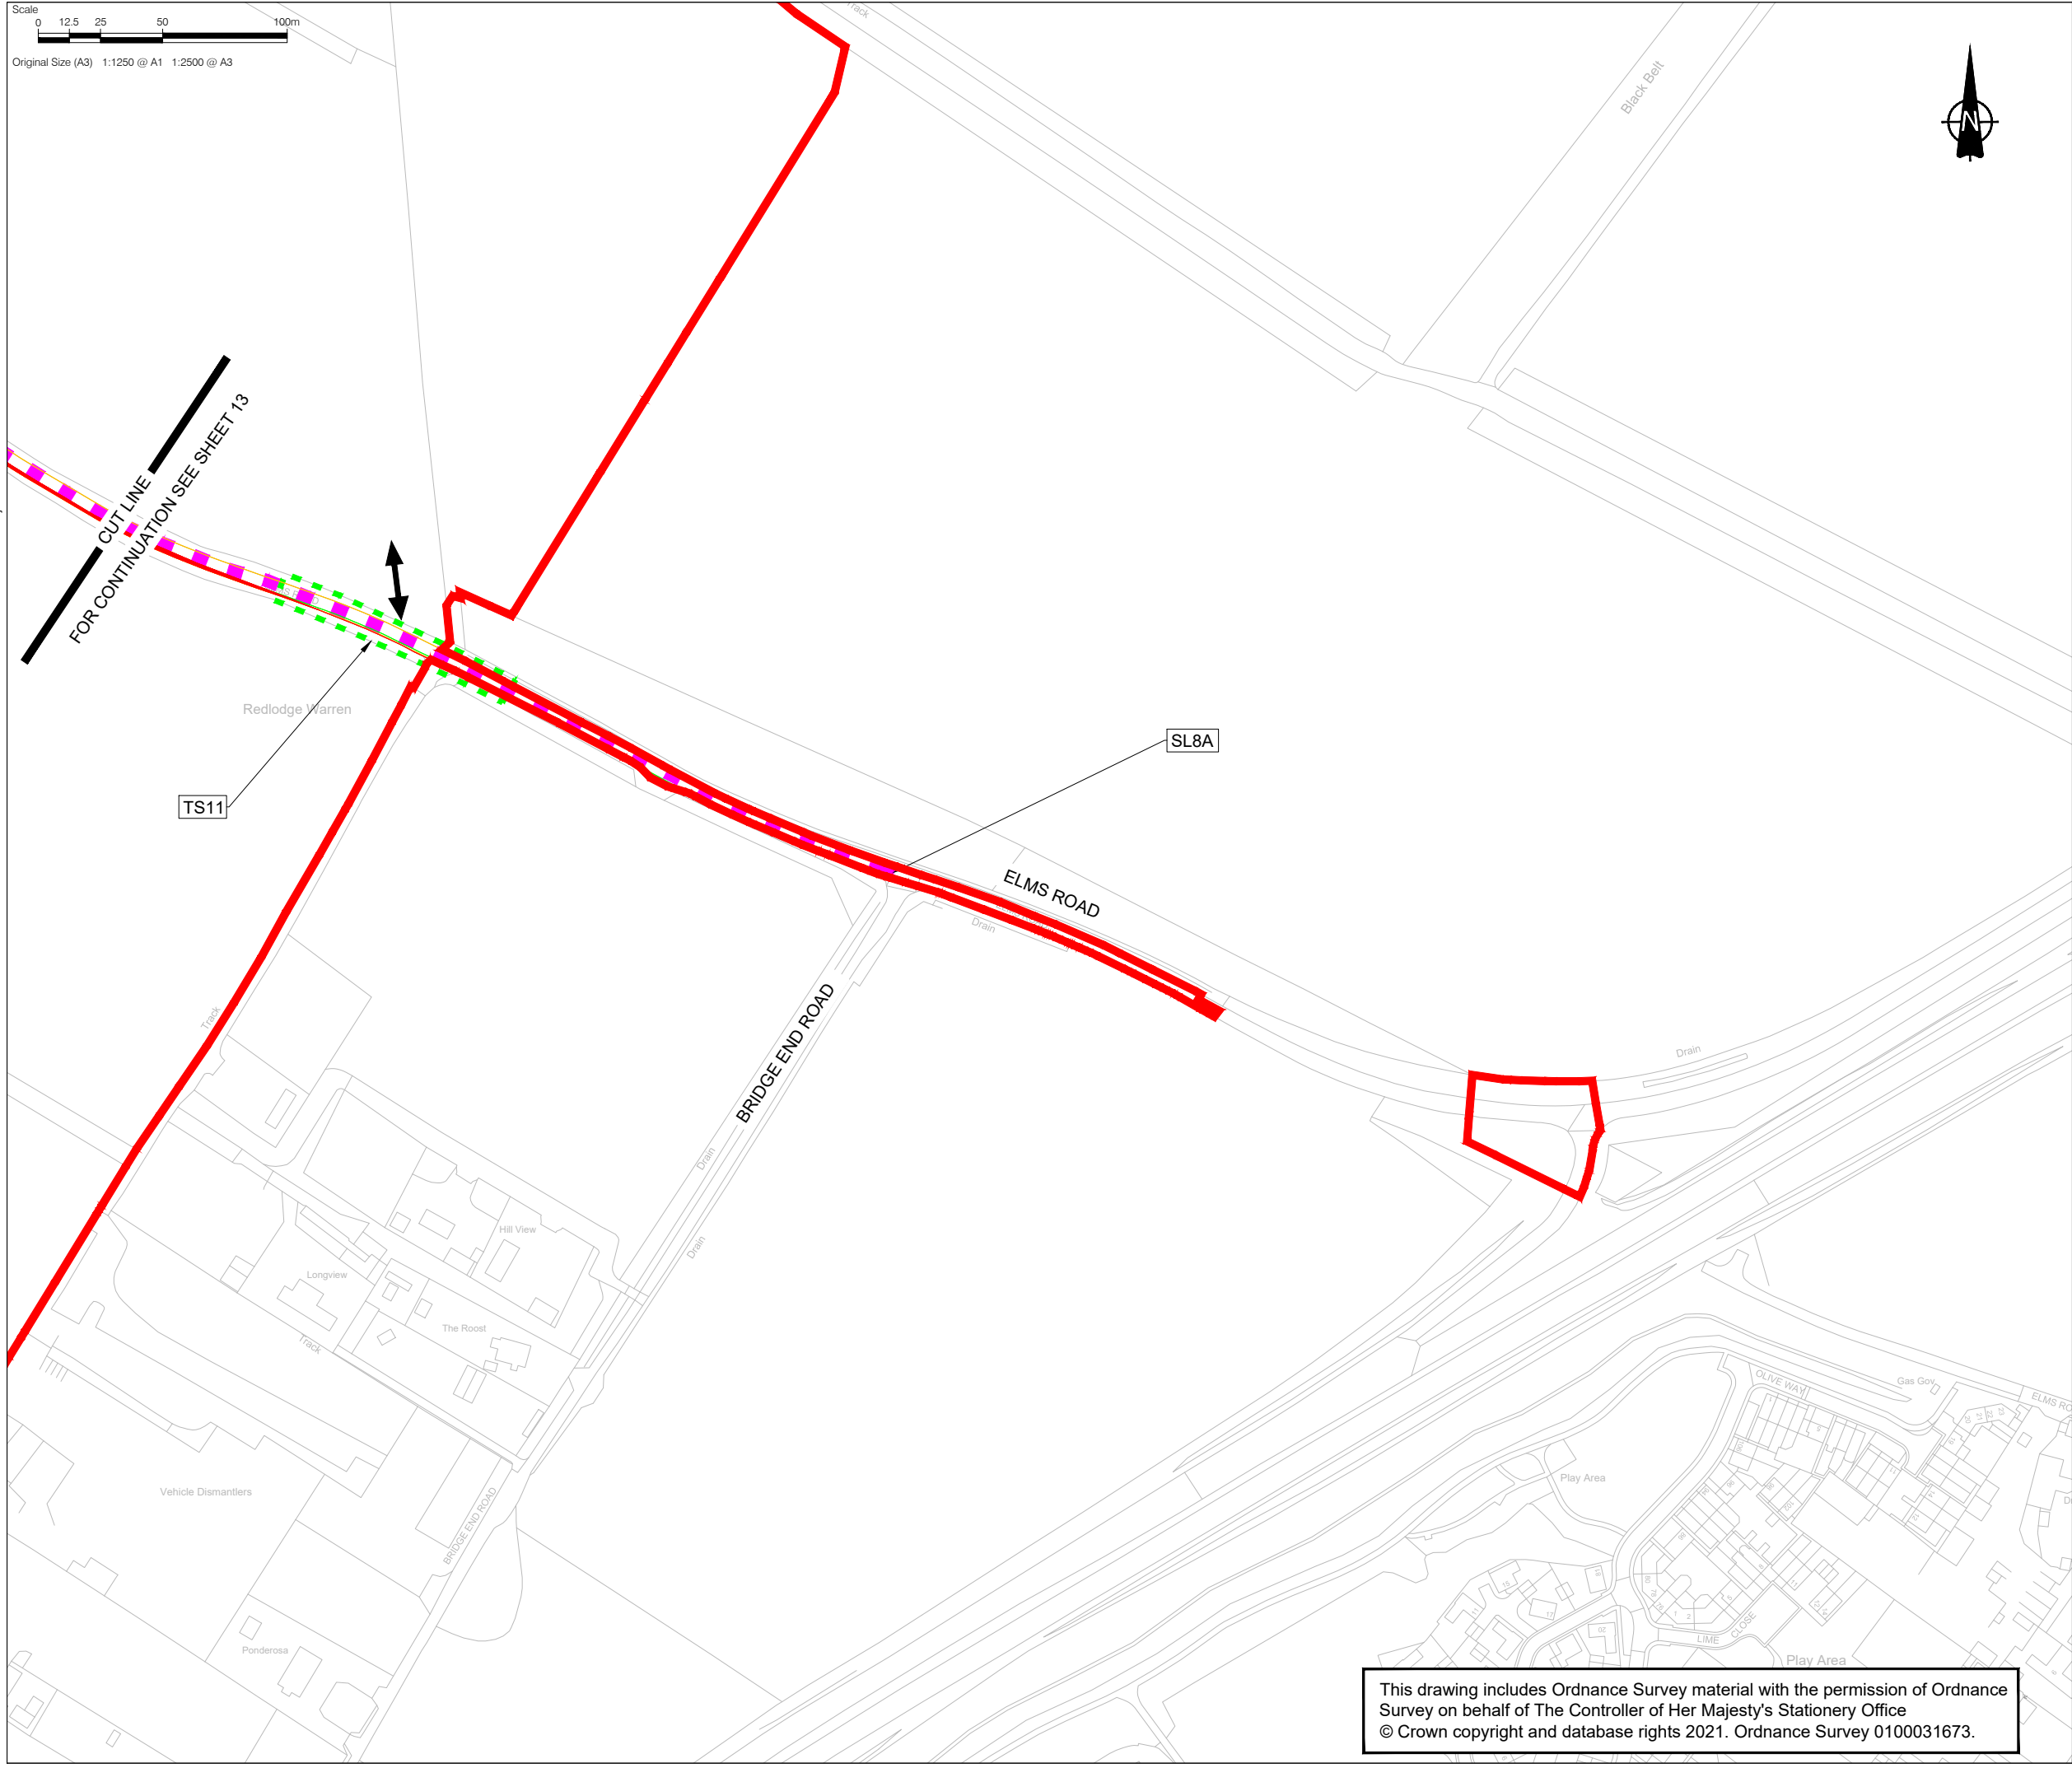 Scale
0 12.5 25 50 100m
Original Size (A3) 1:1250 @ A1 1:2500 @ A3
Track
Black Belt
N
CUT LINE
FOR CONTINUATION SEE SHEET 13
Redlodge Warren
TS11
SL8A
ELMS ROAD
Drain
BRIDGE END ROAD
Track
Drain
Drain
Drain
Hill View
Longview
The Roost
Track
Vehicle Dismantlers
BRIDGE END ROAD
Ponderosa
OLIVE WAY
Gas Gov
ELMS RO
Play Area
LIME
CLOSE
Play Area
This drawing includes Ordnance Survey material with the permission of Ordnance
Survey on behalf of The Controller of Her Majesty's Stationery Office
© Crown copyright and database rights 2021. Ordnance Survey 0100031673.